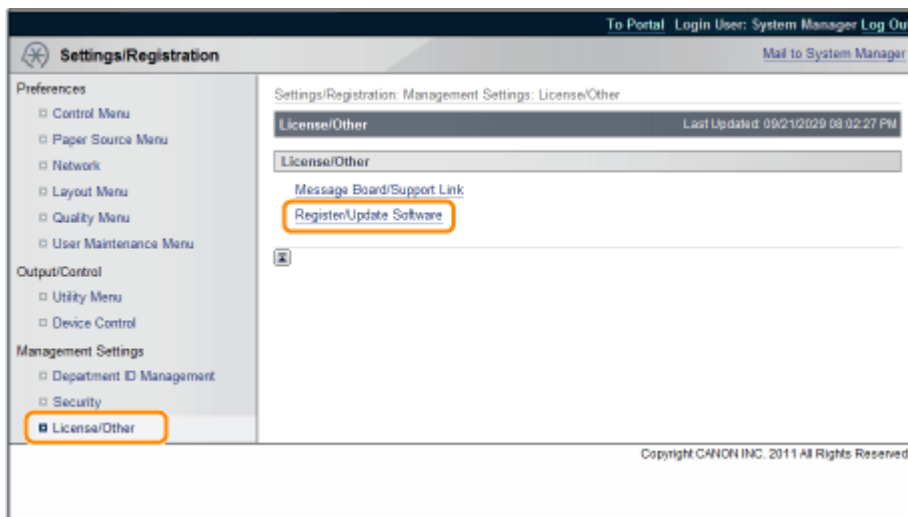 To Portal Login User: System Manager Log Ou
Settings/Registration
Mail to System Manager
Preferences
Control Menu
Paper Source Menu
Network
Layout Menu
Quality Menu
User Maintenance Menu
Output/Control
Utility Menu
Device Control
Management Settings
Department ID Management
Security
License/Other
Settings/Registration: Management Settings: License/Other
License/Other Last Updated: 09/21/2029 08:02:27 PM
License/Other
Message Board/Support Link
Register/Update Software
Copyright CANON INC. 2011 All Rights Reserved